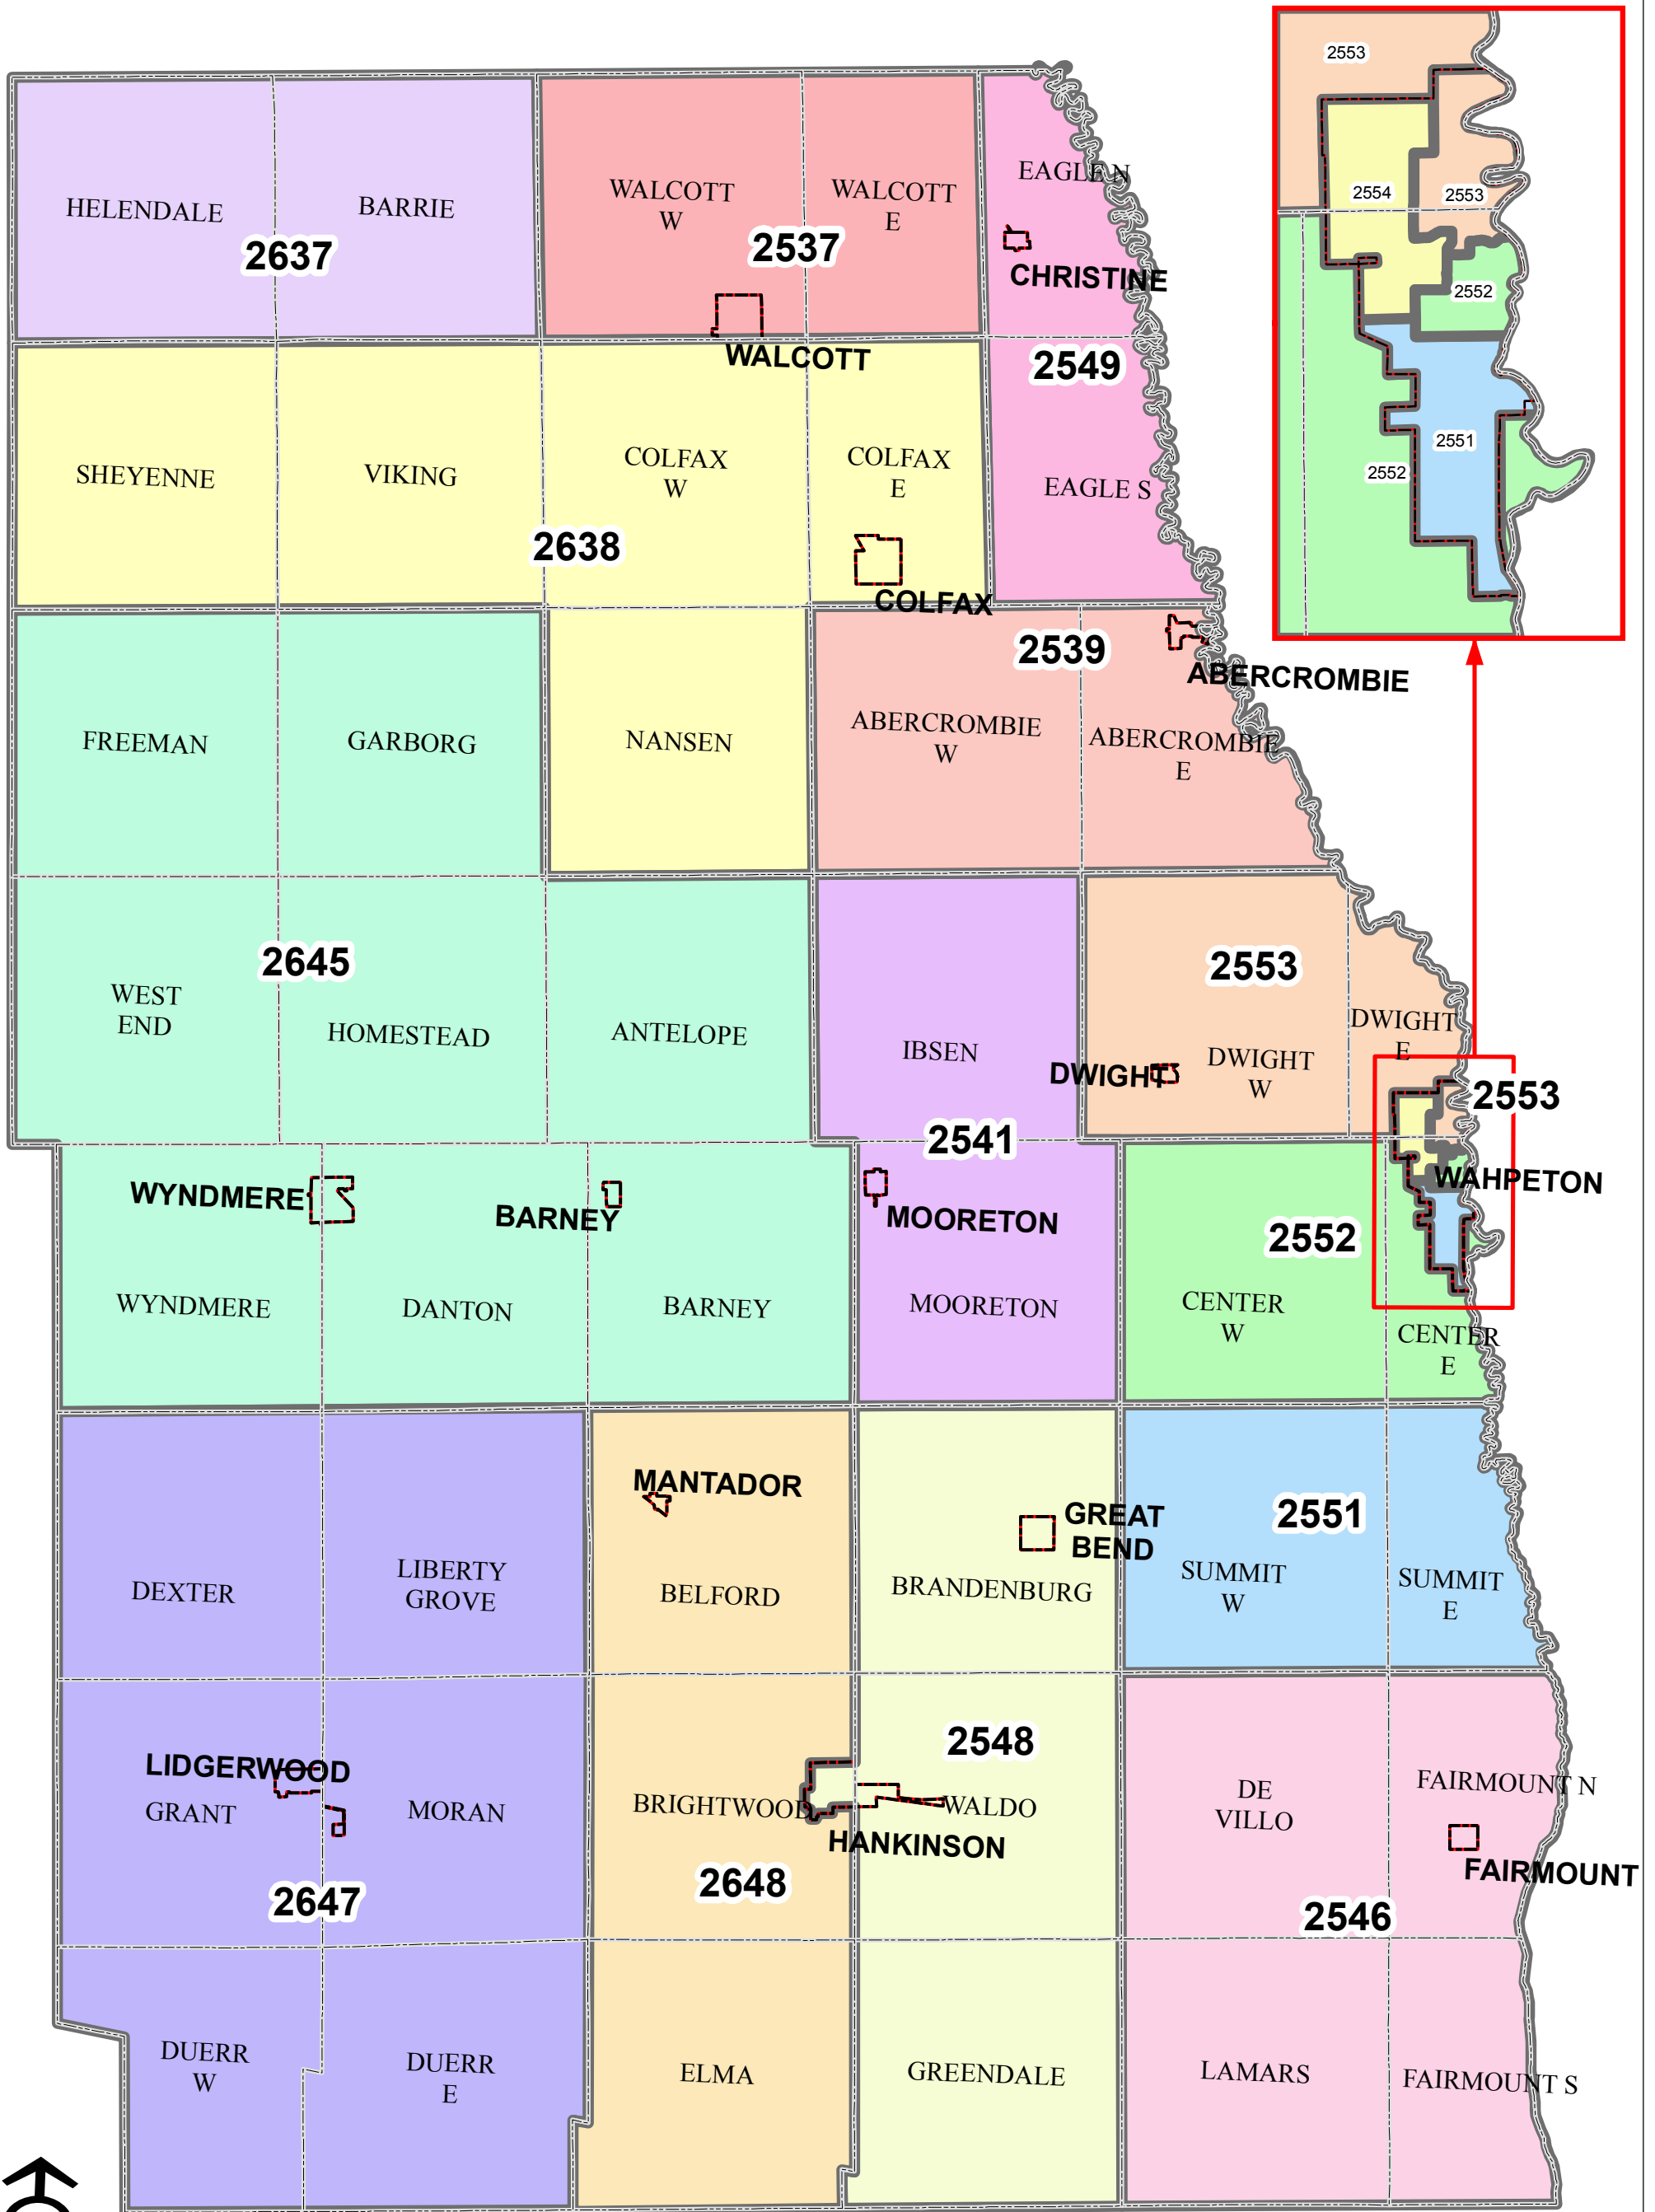 2553
2554
2553
2552
2551
2552
EAGLE N
HELENDALE
BARRIE
WALCOTT
W
WALCOTT
E
2637
2537
CHRISTINE
WALCOTT
2549
SHEYENNE
VIKING
COLFAX
W
COLFAX
E
EAGLE S
2638
COLFAX
2539
ABERCROMBIE
FREEMAN
GARBORG
NANSEN
ABERCROMBIE
W
ABERCROMBIE
E
2645
2553
WEST
END
HOMESTEAD
ANTELOPE
IBSEN
DWIGHT
DWIGHT
W
DWIGHT
E
2553
2541
WAHPETON
WYNDMERE
BARNEY
MOORETON
2552
WYNDMERE
DANTON
BARNEY
MOORETON
CENTER
W
CENTER
E
MANTADOR
GREAT
BEND
2551
DEXTER
LIBERTY
GROVE
BELFORD
BRANDENBURG
SUMMIT
W
SUMMIT
E
2548
LIDGERWOOD
GRANT
MORAN
BRIGHTWOOD
WALDO
HANKINSON
DE
VILLO
FAIRMOUNT N
FAIRMOUNT
2647
2648
2546
DUERR
W
DUERR
E
ELMA
GREENDALE
LAMARS
FAIRMOUNT S